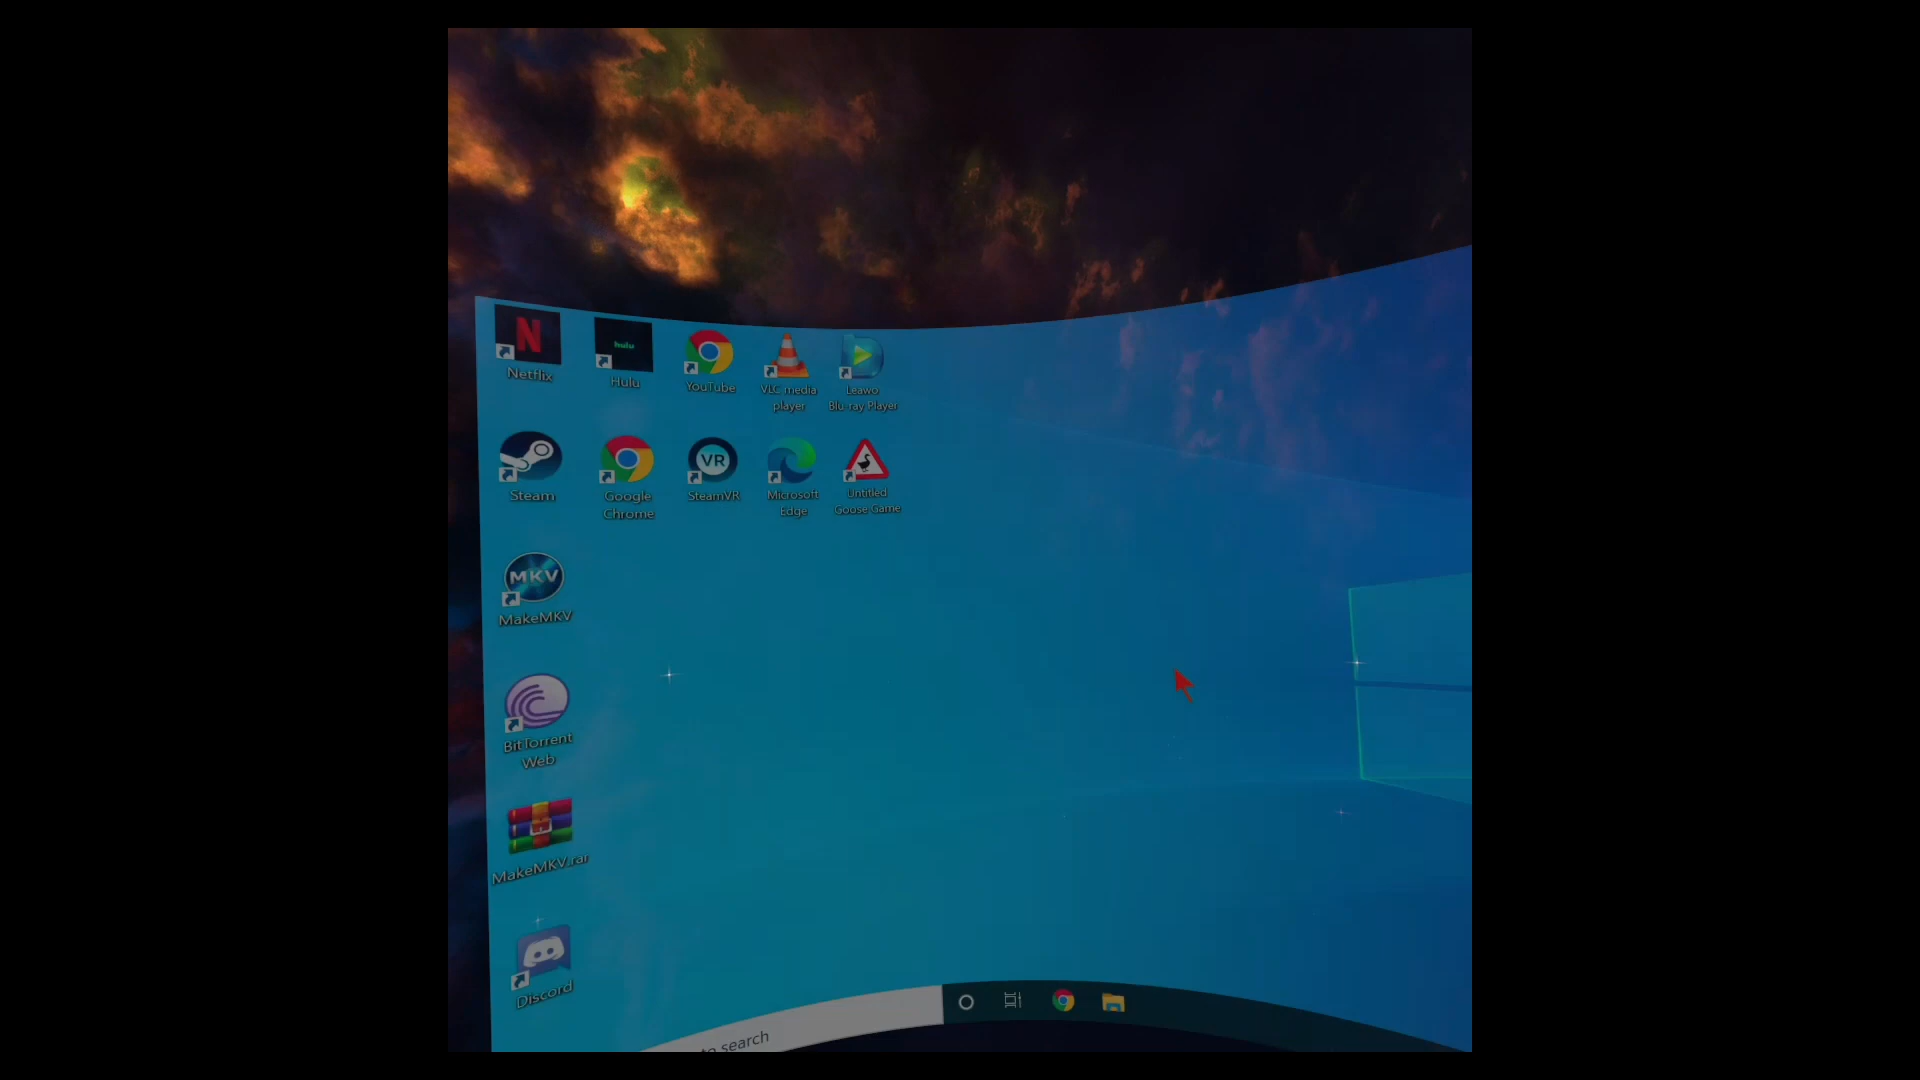 N
hulu
Netflix
Hulu
YouTube
VLC media
player
Leawo
Blu-ray Player
VR
Steam
Google
Chrome
SteamVR
Microsoft
Edge
Untitled
Goose Game
MKV
MakeMKV
BitTorrent
Web
MakeMKV.rar
Discord
to search